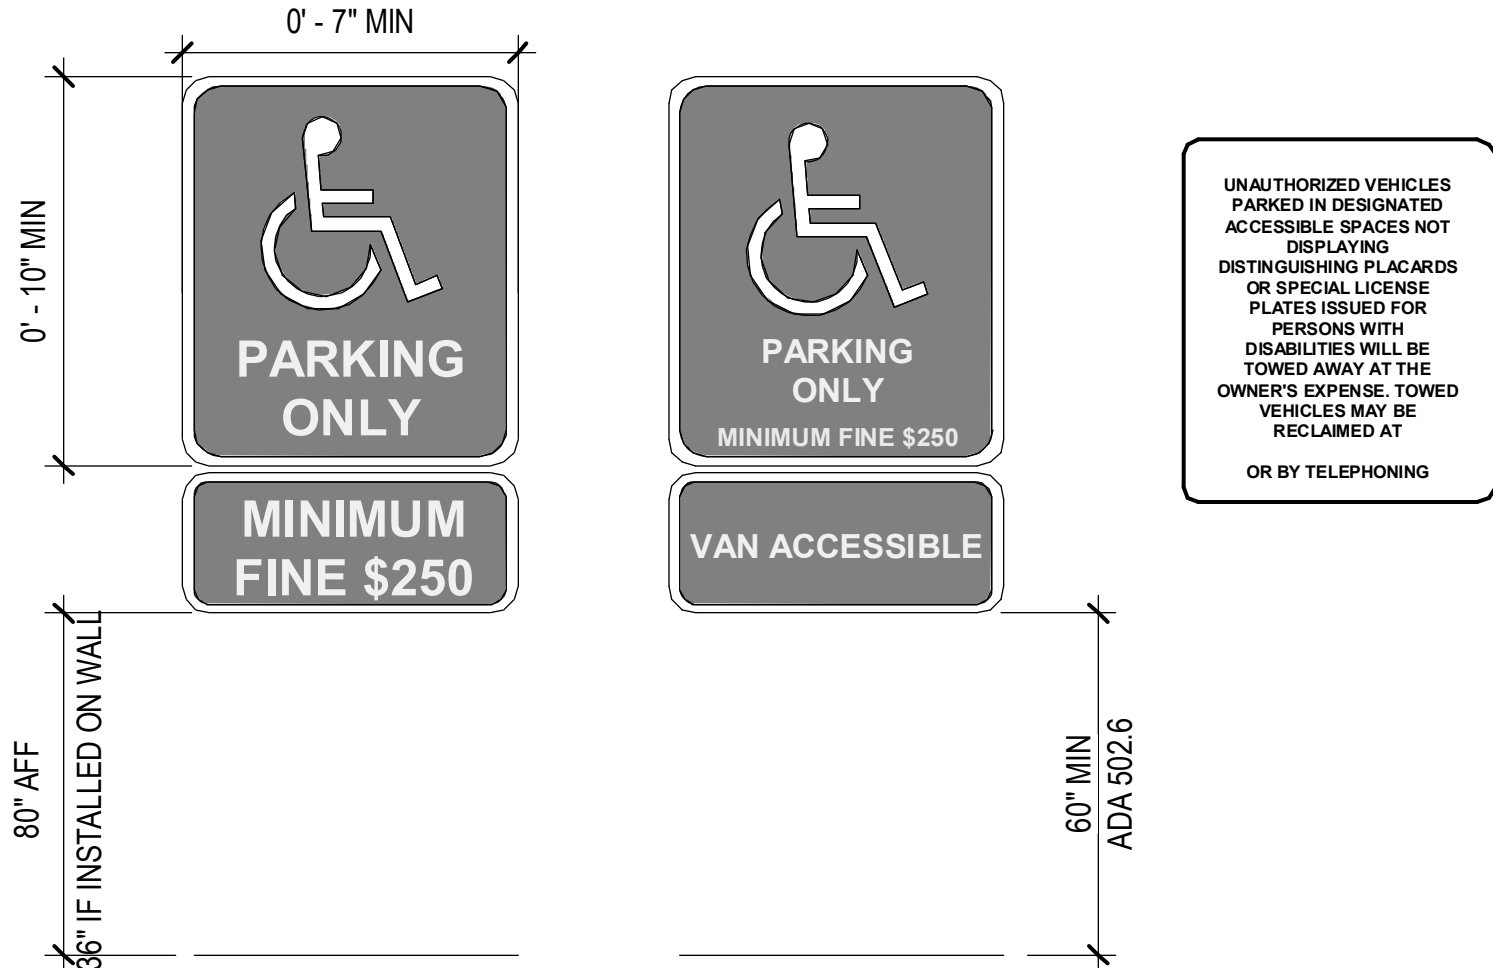 0' - 7" MIN
0' - 10" MIN
PARKING
ONLY
MINIMUM
FINE $250
80" AFF
36" IF INSTALLED ON WALL
PARKING
ONLY
MINIMUM FINE $250
VAN ACCESSIBLE
60" MIN
ADA 502.6
UNAUTHORIZED VEHICLES
PARKED IN DESIGNATED
ACCESSIBLE SPACES NOT
DISPLAYING
DISTINGUISHING PLACARDS
OR SPECIAL LICENSE
PLATES ISSUED FOR
PERSONS WITH
DISABILITIES WILL BE
TOWED AWAY AT THE
OWNER'S EXPENSE. TOWED
VEHICLES MAY BE
RECLAIMED AT
OR BY TELEPHONING